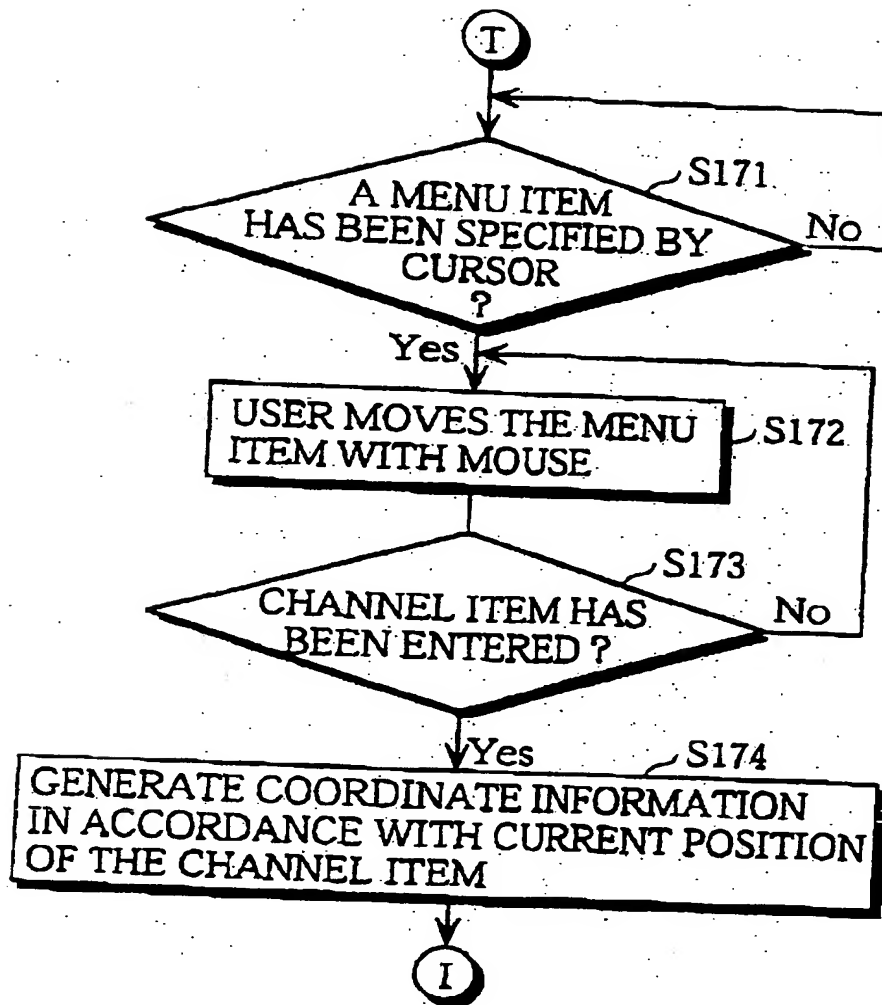 T
S171
A MENU ITEM
HAS BEEN SPECIFIED BY
CURSOR
?
No
Yes
USER MOVES THE MENU
ITEM WITH MOUSE
S172
S173
CHANNEL ITEM HAS
BEEN ENTERED ?
No
Yes
S174
GENERATE COORDINATE INFORMATION
IN ACCORDANCE WITH CURRENT POSITION
OF THE CHANNEL ITEM
I